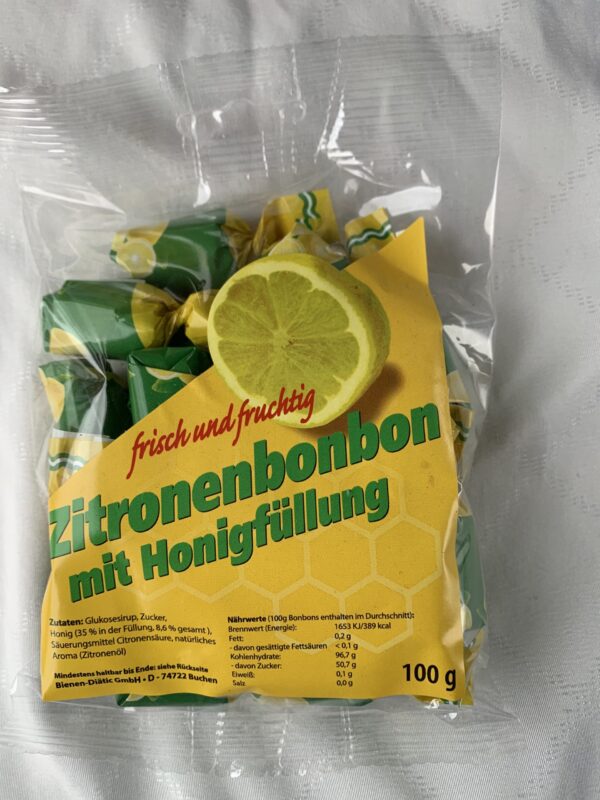 frisch und fruchtig
Zitronenbonbon
mit Honigfüllung
Zutaten: Glukosesirup, Zucker,
Honig (35 % in der Füllung, 8,6 % gesamt ),
Säuerungsmittel Citronensäure, natürliches
Aroma (Zitronenöl)
Mindestens haltbar bis Ende: siehe Rückseite
Bienen-Diätic GmbH • D - 74722 Buchen
Nährwerte (100g Bonbons enthalten im Durchschnitt):
Brennwert (Energie): 1653 KJ/389 kcal
Fett: 0,2 g
- davon gesättigte Fettsäuren < 0,1 g
Kohlenhydrate: 96,7 g
- davon Zucker: 50,7 g
Eiweiß: 0,1 g
Salz 0,0 g
100 g